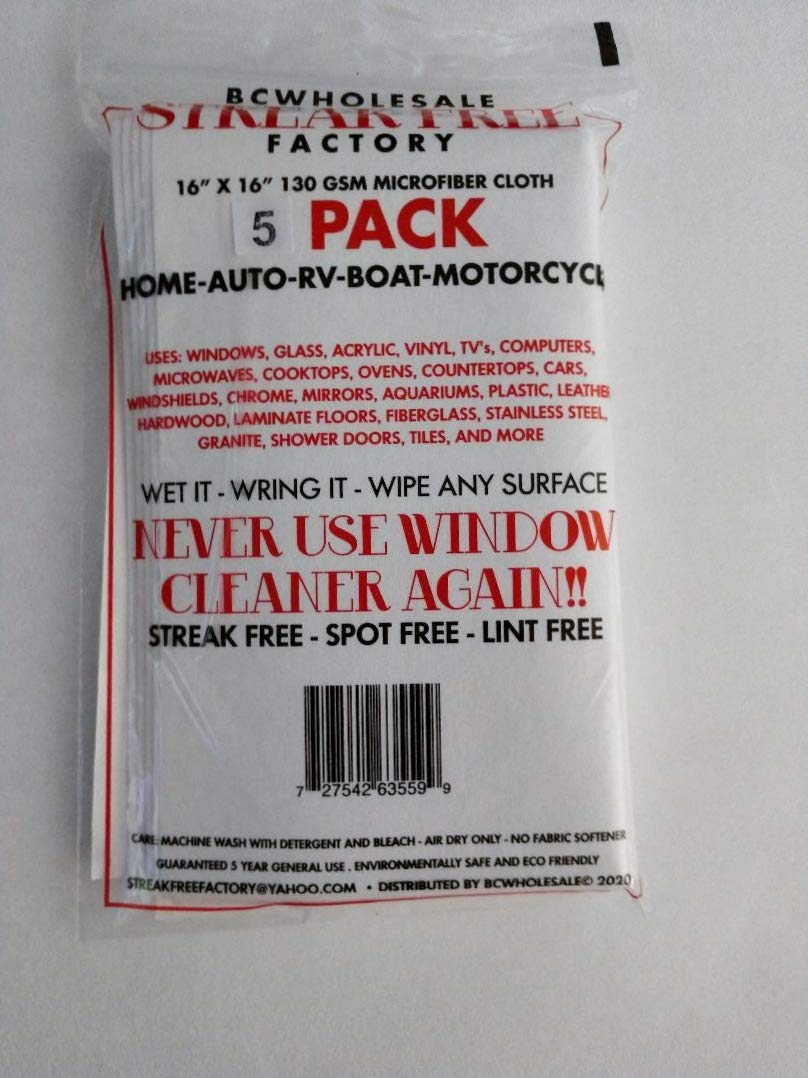 BCWHOLESALE
STREAK FREE
FACTORY
16" X 16" 130 GSM MICROFIBER CLOTH
5 PACK
HOME-AUTO-RV-BOAT-MOTORCYCL
USES: WINDOWS, GLASS, ACRYLIC, VINYL, TV's, COMPUTERS,
MICROWAVES, COOKTOPS, OVENS, COUNTERTOPS, CARS,
WINDSHIELDS, CHROME, MIRRORS, AQUARIUMS, PLASTIC, LEATHER
HARDWOOD, LAMINATE FLOORS, FIBERGLASS, STAINLESS STEEL,
GRANITE, SHOWER DOORS, TILES, AND MORE
WET IT - WRING IT - WIPE ANY SURFACE
NEVER USE WINDOW
CLEANER AGAIN!!
STREAK FREE - SPOT FREE - LINT FREE
7 27542 63559 9
CARE: MACHINE WASH WITH DETERGENT AND BLEACH - AIR DRY ONLY - NO FABRIC SOFTENER
GUARANTEED 5 YEAR GENERAL USE . ENVIRONMENTALLY SAFE AND ECO FRIENDLY
STREAKFREEFACTORY@YAHOO.COM • DISTRIBUTED BY BCWHOLESALE© 2020